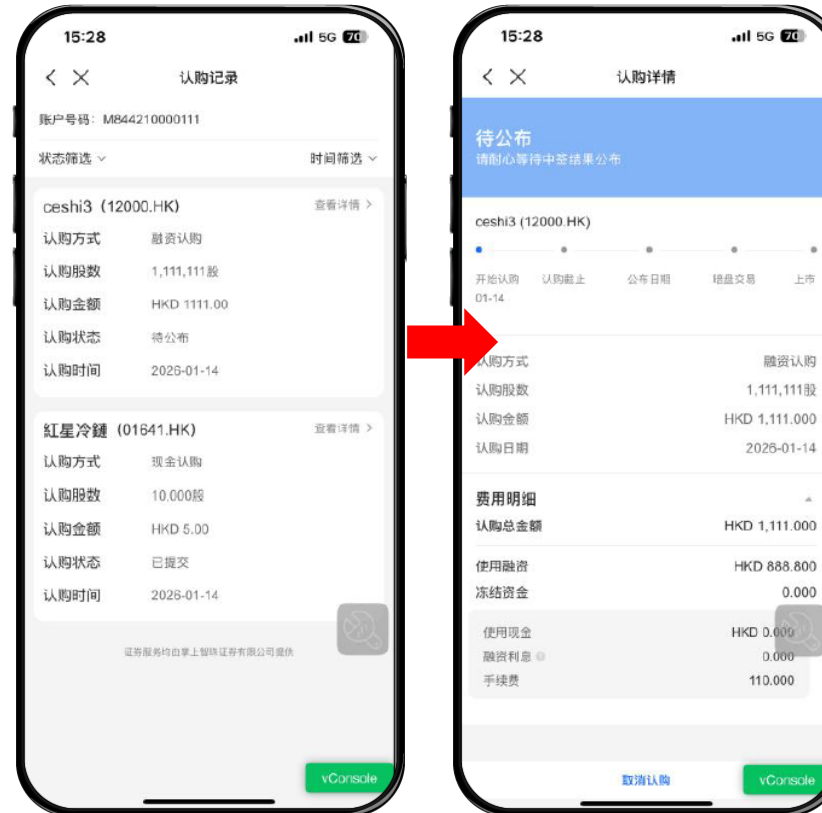 15:28 5G 70
认购记录
账户号码: M844210000111
状态筛选 时间筛选
ceshi3 (12000.HK) 查看详情 >
认购方式 融资认购
认购股数 1,111,111股
认购金额 HKD 1111.00
认购状态 待公布
认购时间 2026-01-14
紅星冷鏈 (01641.HK) 查看详情 >
认购方式 现金认购
认购股数 10,000股
认购金额 HKD 5.00
认购状态 已提交
认购时间 2026-01-14
证券服务均由掌上智珠证券有限公司提供
vConsole
15:28 5G 70
认购详情
待公布
请耐心等待中签结果公布
ceshi3 (12000.HK)
开始认购 认购截止 公布日期 暗盘交易 上市
01-14
认购方式 融资认购
认购股数 1,111,111股
认购金额 HKD 1,111.000
认购日期 2026-01-14
费用明细
认购总金额 HKD 1,111.000
使用融资 HKD 888.800
冻结资金 0.000
使用现金 HKD 0.000
融资利息 0.000
手续费 110.000
取消认购
vConsole